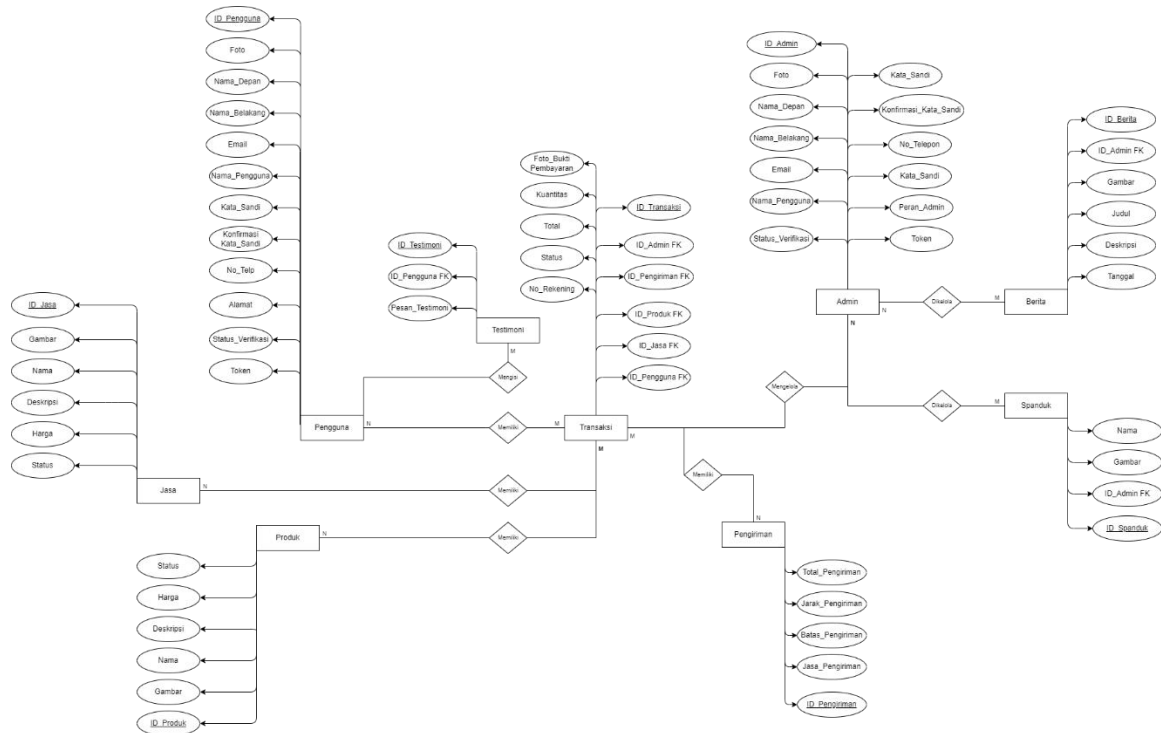 ID_Pengguna
Foto
Nama_Depan
Nama_Belakang
Email
Nama_Pengguna
Kata_Sandi
Konfirmasi
Kata_Sandi
No_Telp
Alamat
Status_Verifikasi
Token
Pengguna
N
ID_Testimoni
ID_Pengguna FK
Pesan_Testimoni
Testimoni
M
Mengisi
Foto_Bukti
Pembayaran
Kuantitas
Total
Status
No_Rekening
ID_Transaksi
ID_Admin FK
ID_Pengiriman FK
ID_Produk FK
ID_Jasa FK
ID_Pengguna FK
Memiliki
M
Transaksi
M
M
ID_Admin
Foto
Nama_Depan
Nama_Belakang
Email
Nama_Pengguna
Status_Verifikasi
Kata_Sandi
Konfirmasi_Kata_Sandi
No_Telepon
Kata_Sandi
Peran_Admin
Token
Admin
N
N
Mengelola
Dikelola
M
Berita
ID_Berita
ID_Admin FK
Gambar
Judul
Deskripsi
Tanggal
Dikelola
M
Spanduk
Nama
Gambar
ID_Admin FK
ID_Spanduk
ID_Jasa
Gambar
Nama
Deskripsi
Harga
Status
Jasa
N
Memiliki
Produk
N
Memiliki
Status
Harga
Deskripsi
Nama
Gambar
ID_Produk
Memiliki
N
Pengiriman
Total_Pengiriman
Jarak_Pengiriman
Batas_Pengiriman
Jasa_Pengiriman
ID_Pengiriman